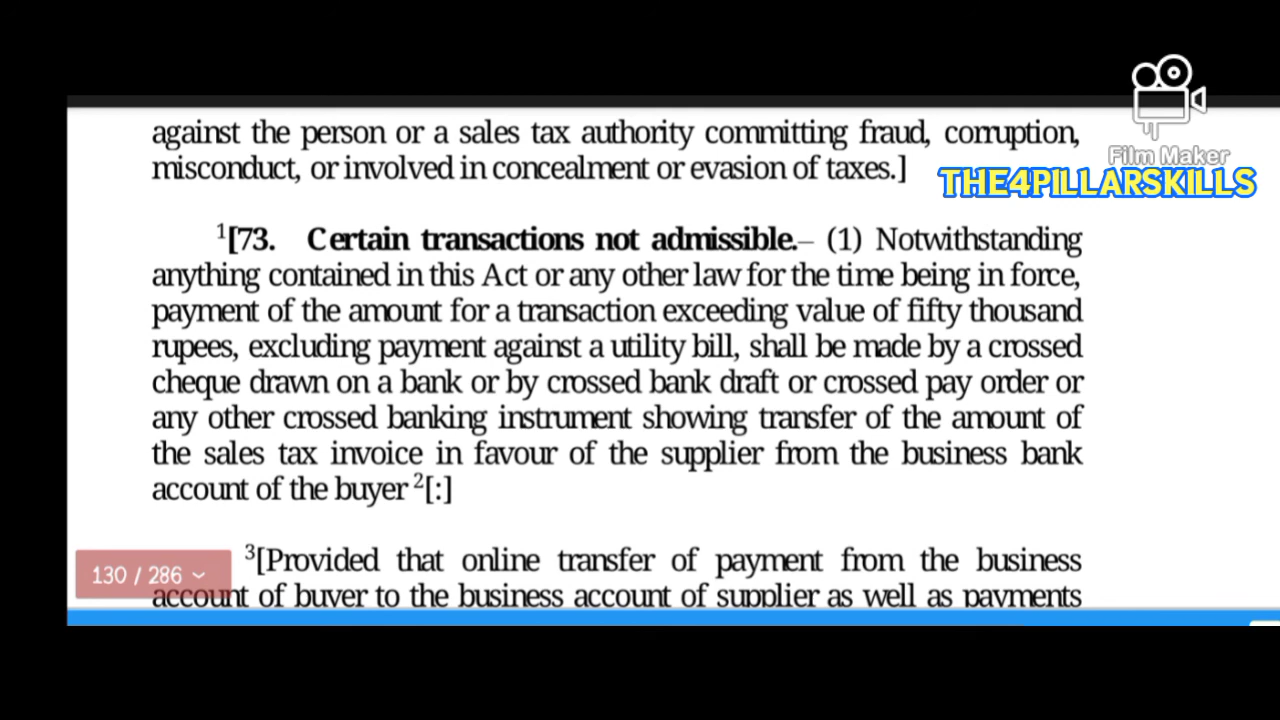 against the person or a sales tax authority committing fraud, corruption,
misconduct, or involved in concealment or evasion of taxes.]
Film Maker
THE4PILLARSKILLS
1[73. Certain transactions not admissible.– (1) Notwithstanding
anything contained in this Act or any other law for the time being in force,
payment of the amount for a transaction exceeding value of fifty thousand
rupees, excluding payment against a utility bill, shall be made by a crossed
cheque drawn on a bank or by crossed bank draft or crossed pay order or
any other crossed banking instrument showing transfer of the amount of
the sales tax invoice in favour of the supplier from the business bank
account of the buyer 2[:]
3[Provided that online transfer of payment from the business
130 / 286
account of buyer to the business account of supplier as well as payments